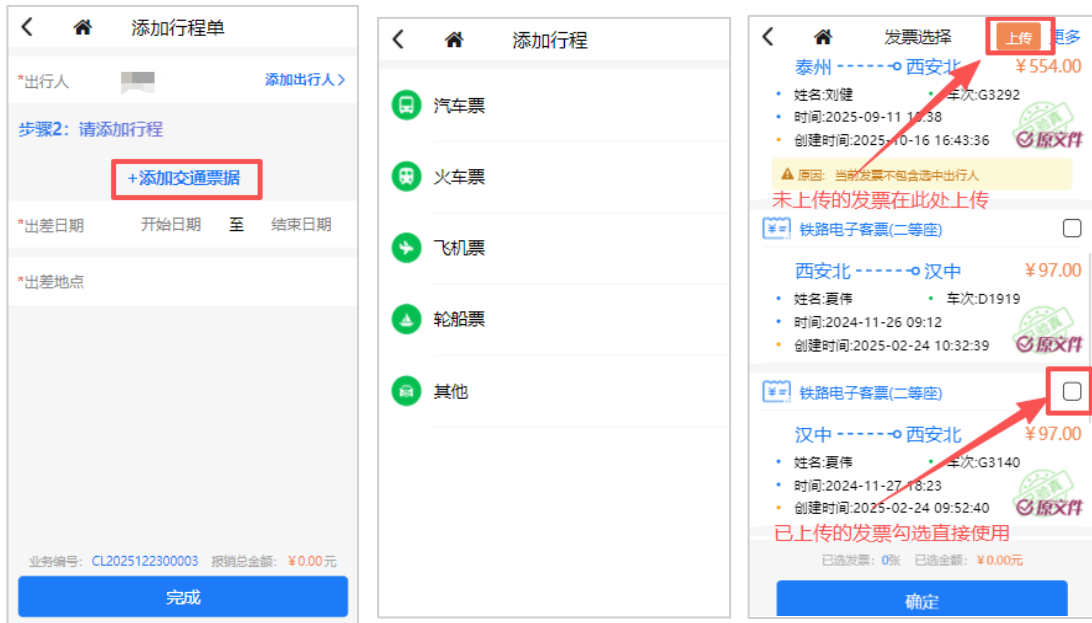 添加行程单
*出行人
添加出行人>
步骤2：请添加行程
+添加交通票据
*出差日期 开始日期 至 结束日期
*出差地点
业务编号: CL2025122300003 报销总金额: ￥0.00元
完成
添加行程
汽车票
火车票
飞机票
轮船票
其他
发票选择 上传 更多
泰州 西安北 ￥554.00
姓名:刘健 车次:G3292
时间:2025-09-11
创建时间:2025-10-16 16:43:36
验真
原文件
原因: 当前发票不包含选中出行人
未上传的发票在此处上传
铁路电子客票(二等座)
西安北 汉中 ￥97.00
姓名:夏伟 车次:D1919
时间:2024-11-26 09:12
创建时间:2025-02-24 10:32:39
验真
原文件
铁路电子客票(二等座)
汉中 西安北 ￥97.00
姓名:夏伟 车次:G3140
时间:2024-11-27 18:23
创建时间:2025-02-24 09:52:40
验真
原文件
已上传的发票勾选直接使用
已选发票: 0张 已选金额: ￥0.00元
确定